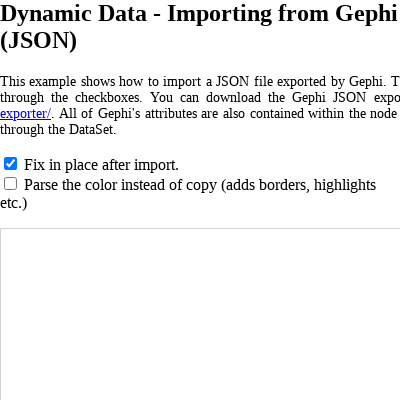 Dynamic Data - Importing from Gephi
(JSON)
This example shows how to import a JSON file exported by Gephi.
through the checkboxes. You can download the Gephi JSON
exporter/. All of Gephi's attributes are also contained within the node
through the DataSet.
Fix in place after import.
Parse the color instead of copy (adds borders, highlights
etc.)